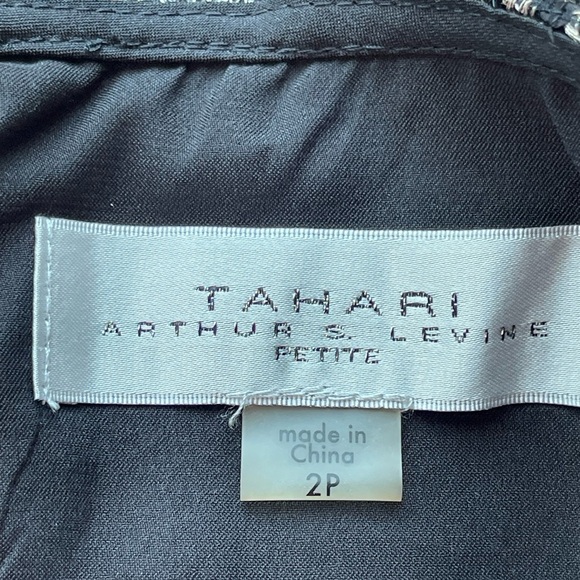 TAHARI
ARTHUR S. LEVINE
PETITE
made in
China
2P